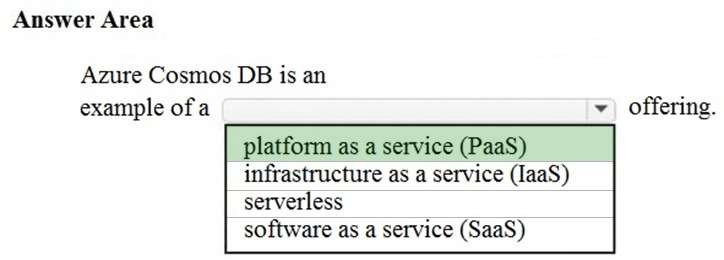 Answer Area
Azure Cosmos DB is an
example of a offering.
platform as a service (PaaS)
infrastructure as a service (IaaS)
serverless
software as a service (SaaS)